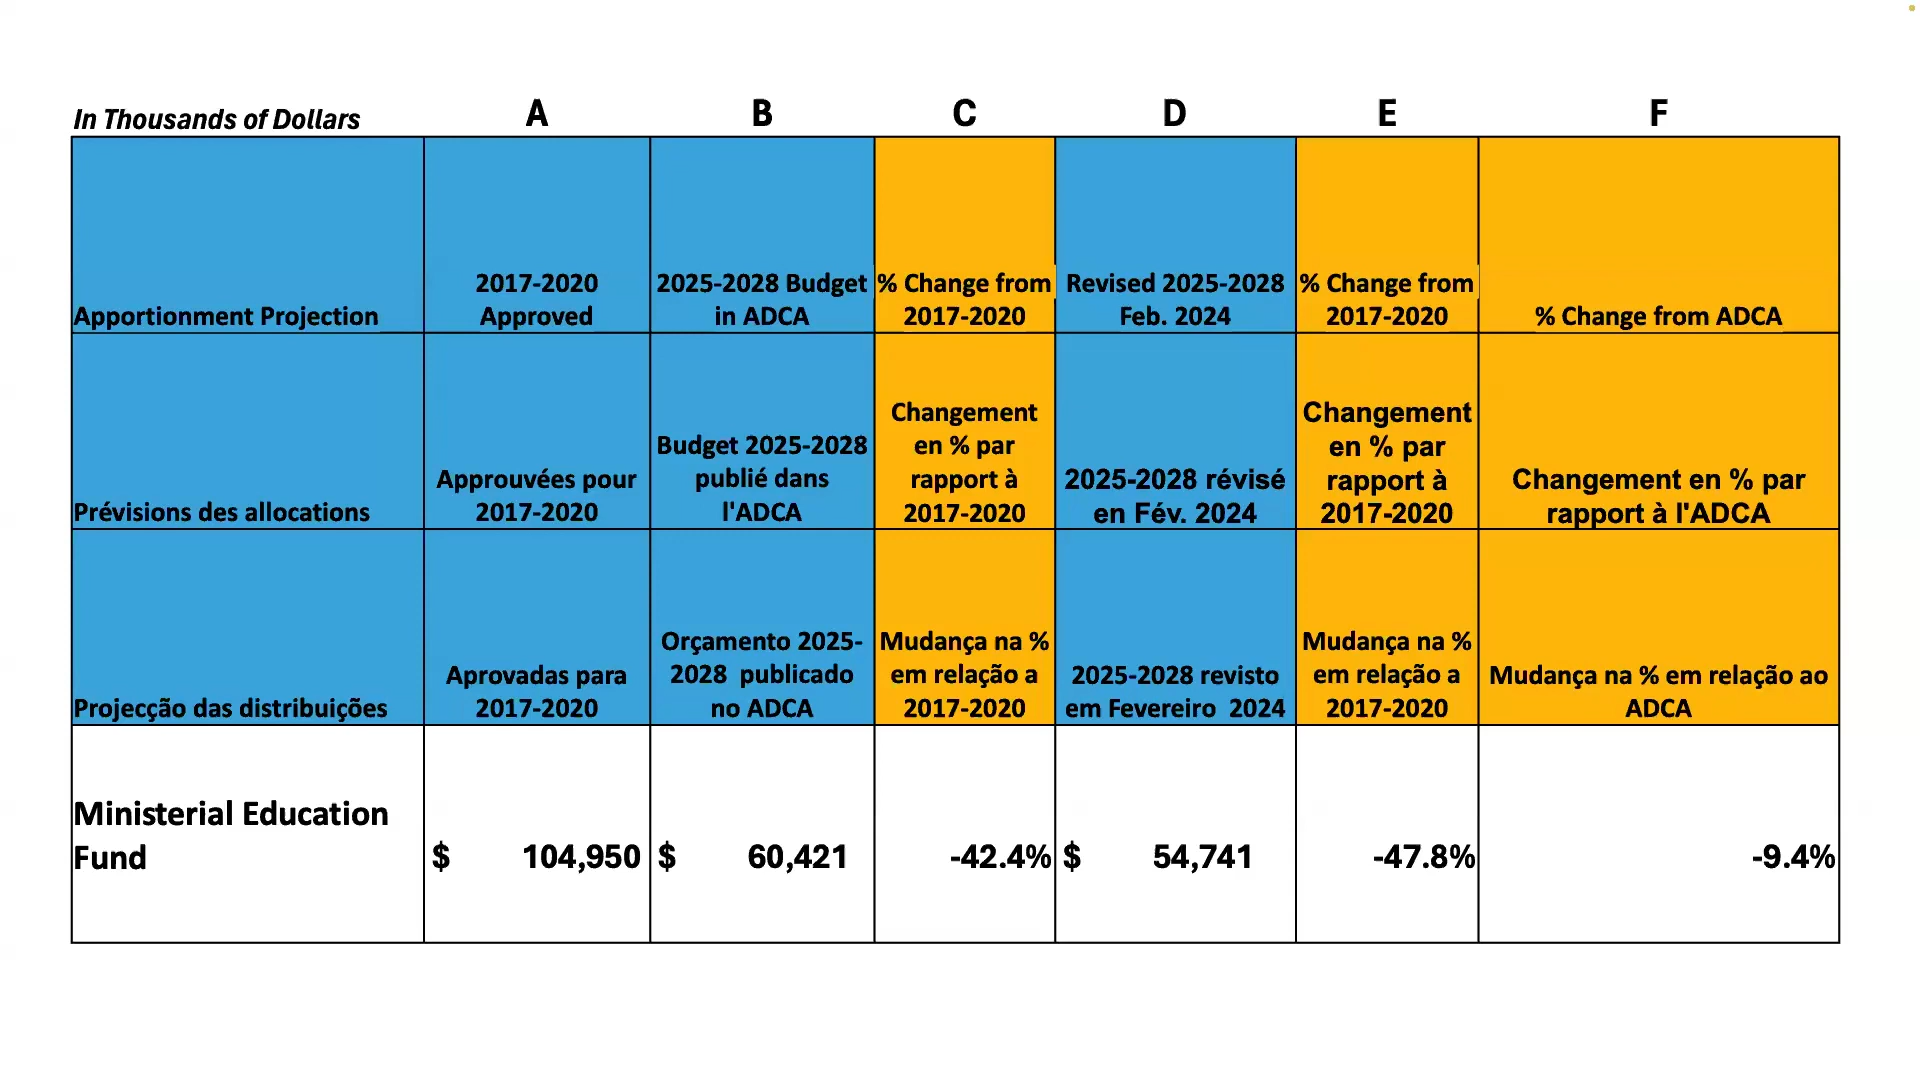 In Thousands of Dollars A B C D E F
Apportionment Projection
2017-2020
Approved
2025-2028 Budget
in ADCA
% Change from
2017-2020
Revised 2025-2028
Feb. 2024
% Change from
2017-2020
% Change from ADCA
Prévisions des allocations
Approuvées pour
2017-2020
Budget 2025-2028
publié dans
l'ADCA
Changement
en % par
rapport à
2017-2020
2025-2028 révisé
en Fév. 2024
Changement
en % par
rapport à
2017-2020
Changement en % par
rapport à l'ADCA
Projecção das distribuições
Aprovadas para
2017-2020
Orçamento 2025-
2028  publicado
no ADCA
Mudança na %
em relação a
2017-2020
2025-2028 revisto
em Fevereiro  2024
Mudança na %
em relação a
2017-2020
Mudança na % em relação ao
ADCA
Ministerial Education
Fund
$ 104,950
$ 60,421
-42.4%
$ 54,741
-47.8%
-9.4%